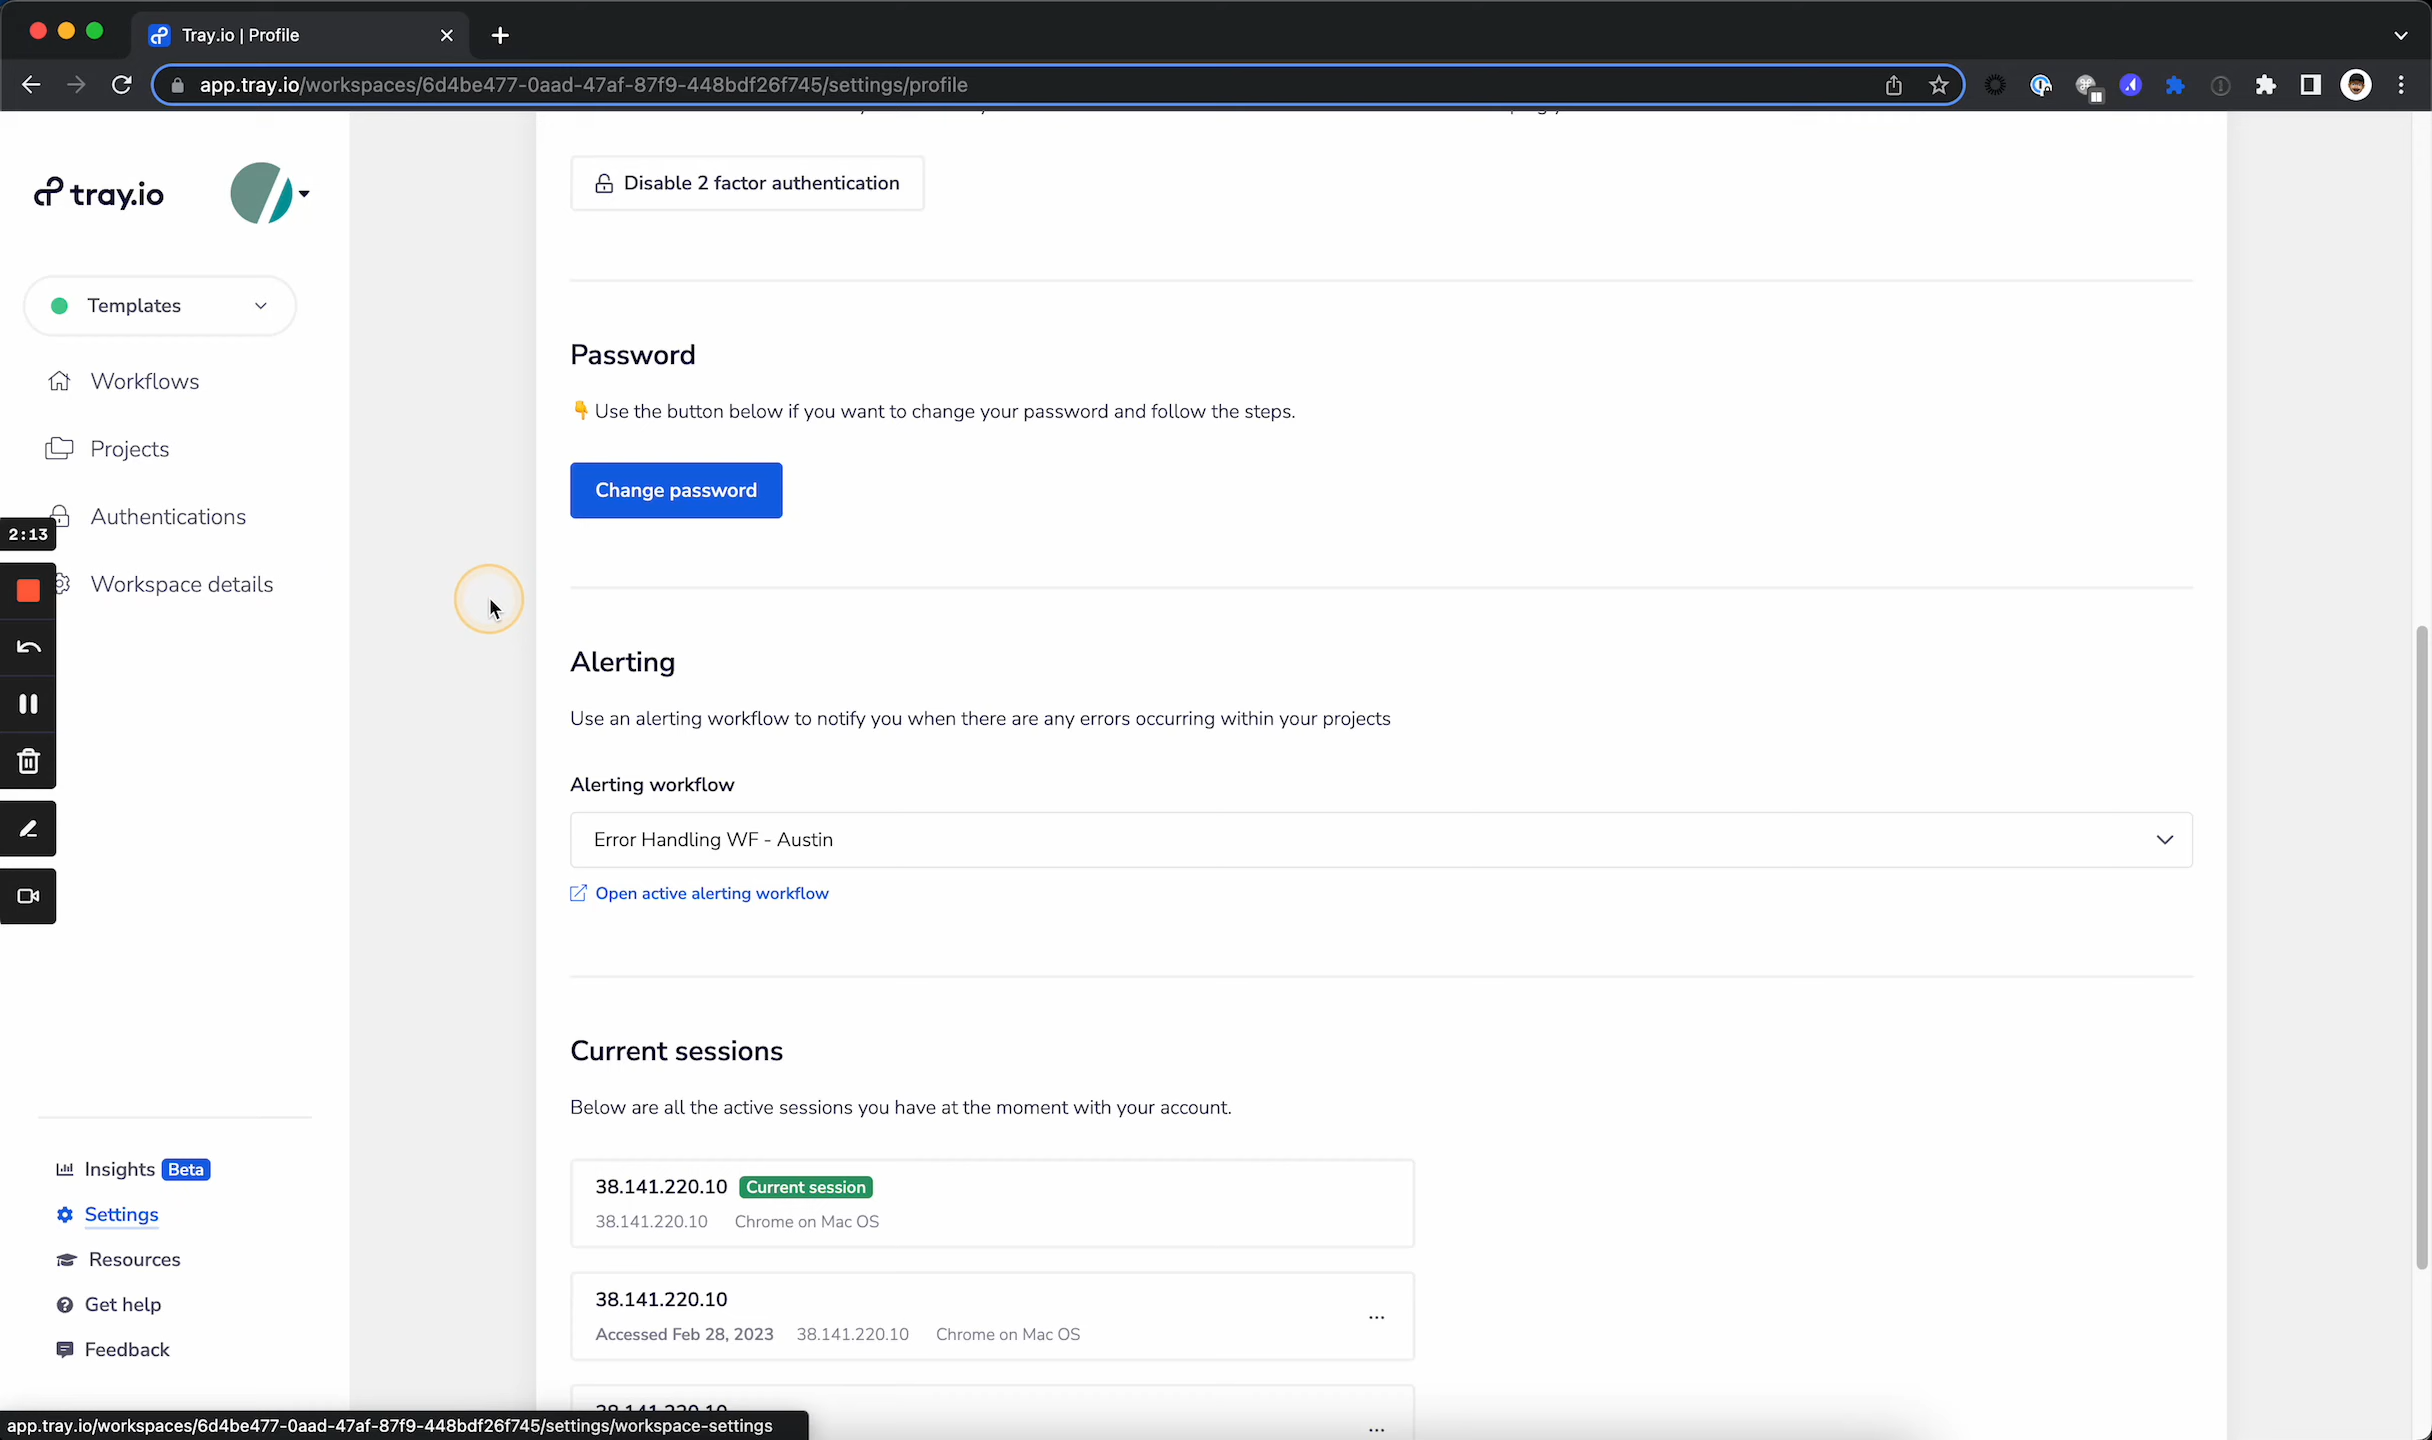 Tray.io | Profile
app.tray.io/workspaces/6d4be477-0aad-47af-87f9-448bdf26f745/settings/profile
tray.io
Templates
Workflows
Projects
Authentications
Workspace details
2:13
Insights Beta
Settings
Resources
Get help
Feedback
Disable 2 factor authentication
Password
👇 Use the button below if you want to change your password and follow the steps.
Change password
Alerting
Use an alerting workflow to notify you when there are any errors occurring within your projects
Alerting workflow
Error Handling WF - Austin
Open active alerting workflow
Current sessions
Below are all the active sessions you have at the moment with your account.
38.141.220.10 Current session
38.141.220.10 Chrome on Mac OS
38.141.220.10
Accessed Feb 28, 2023 38.141.220.10 Chrome on Mac OS
38.141.220.10
app.tray.io/workspaces/6d4be477-0aad-47af-87f9-448bdf26f745/settings/workspace-settings